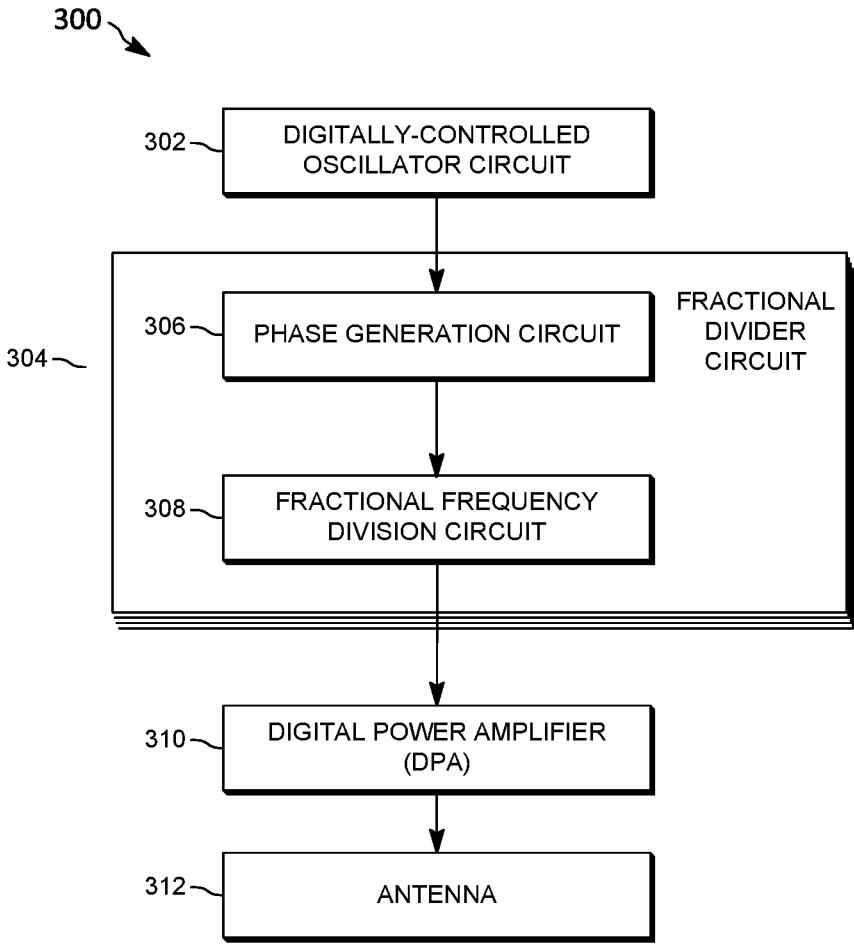 300
302
DIGITALLY-CONTROLLED
OSCILLATOR CIRCUIT
304
306
PHASE GENERATION CIRCUIT
FRACTIONAL
DIVIDER
CIRCUIT
308
FRACTIONAL FREQUENCY
DIVISION CIRCUIT
310
DIGITAL POWER AMPLIFIER
(DPA)
312
ANTENNA